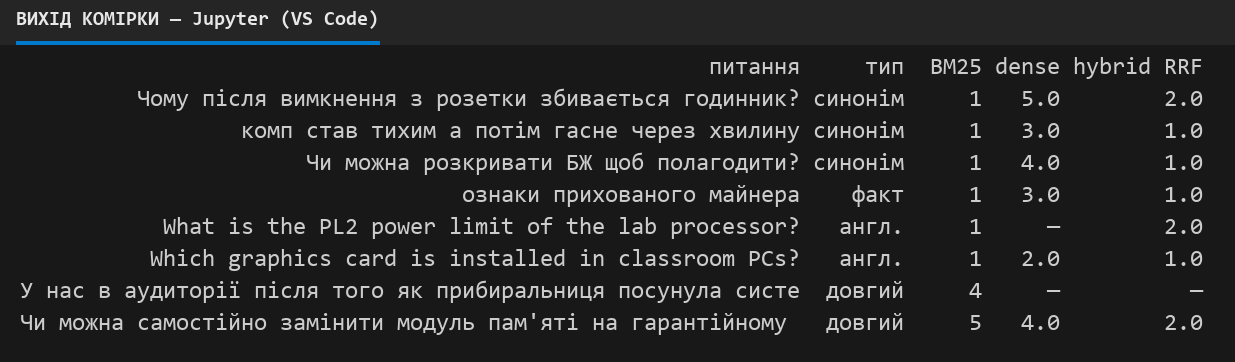 ВИХІД КОМІРКИ — Jupyter (VS Code)
питання тип BM25 dense hybrid RRF
Чому після вимкнення з розетки збивається годинник? синонім 1 5.0 2.0
комп став тихим а потім гасне через хвилину синонім 1 3.0 1.0
Чи можна розкривати БЖ щоб полагодити? синонім 1 4.0 1.0
ознаки прихованого майнера факт 1 3.0 1.0
What is the PL2 power limit of the lab processor? англ. 1 — 2.0
Which graphics card is installed in classroom PCs? англ. 1 2.0 1.0
У нас в аудиторії після того як прибиральниця посунула систе довгий 4 — —
Чи можна самостійно замінити модуль пам'яті на гарантійному довгий 5 4.0 2.0